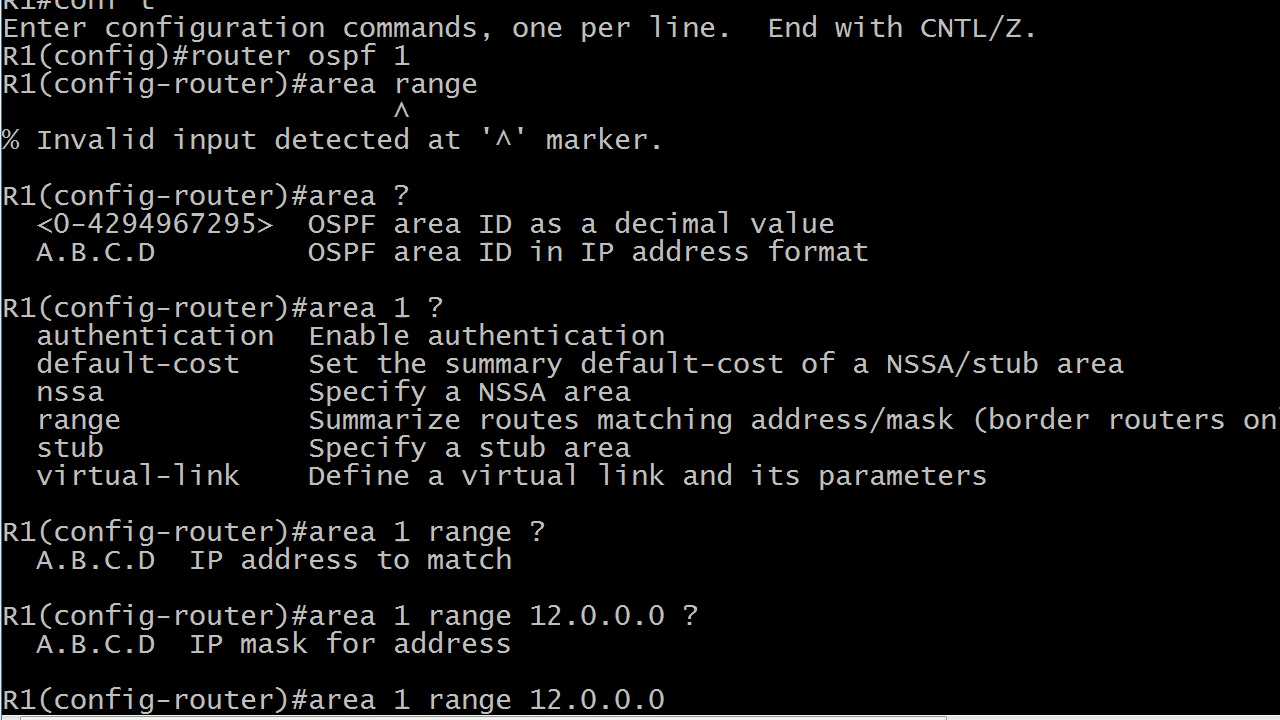 R1#conf t
Enter configuration commands, one per line.  End with CNTL/Z.
R1(config)#router ospf 1
R1(config-router)#area range
                       ^
% Invalid input detected at '^' marker.
R1(config-router)#area ?
  <0-4294967295>  OSPF area ID as a decimal value
  A.B.C.D         OSPF area ID in IP address format
R1(config-router)#area 1 ?
  authentication  Enable authentication
  default-cost    Set the summary default-cost of a NSSA/stub area
  nssa            Specify a NSSA area
  range           Summarize routes matching address/mask (border routers on
  stub            Specify a stub area
  virtual-link    Define a virtual link and its parameters
R1(config-router)#area 1 range ?
  A.B.C.D  IP address to match
R1(config-router)#area 1 range 12.0.0.0 ?
  A.B.C.D  IP mask for address
R1(config-router)#area 1 range 12.0.0.0